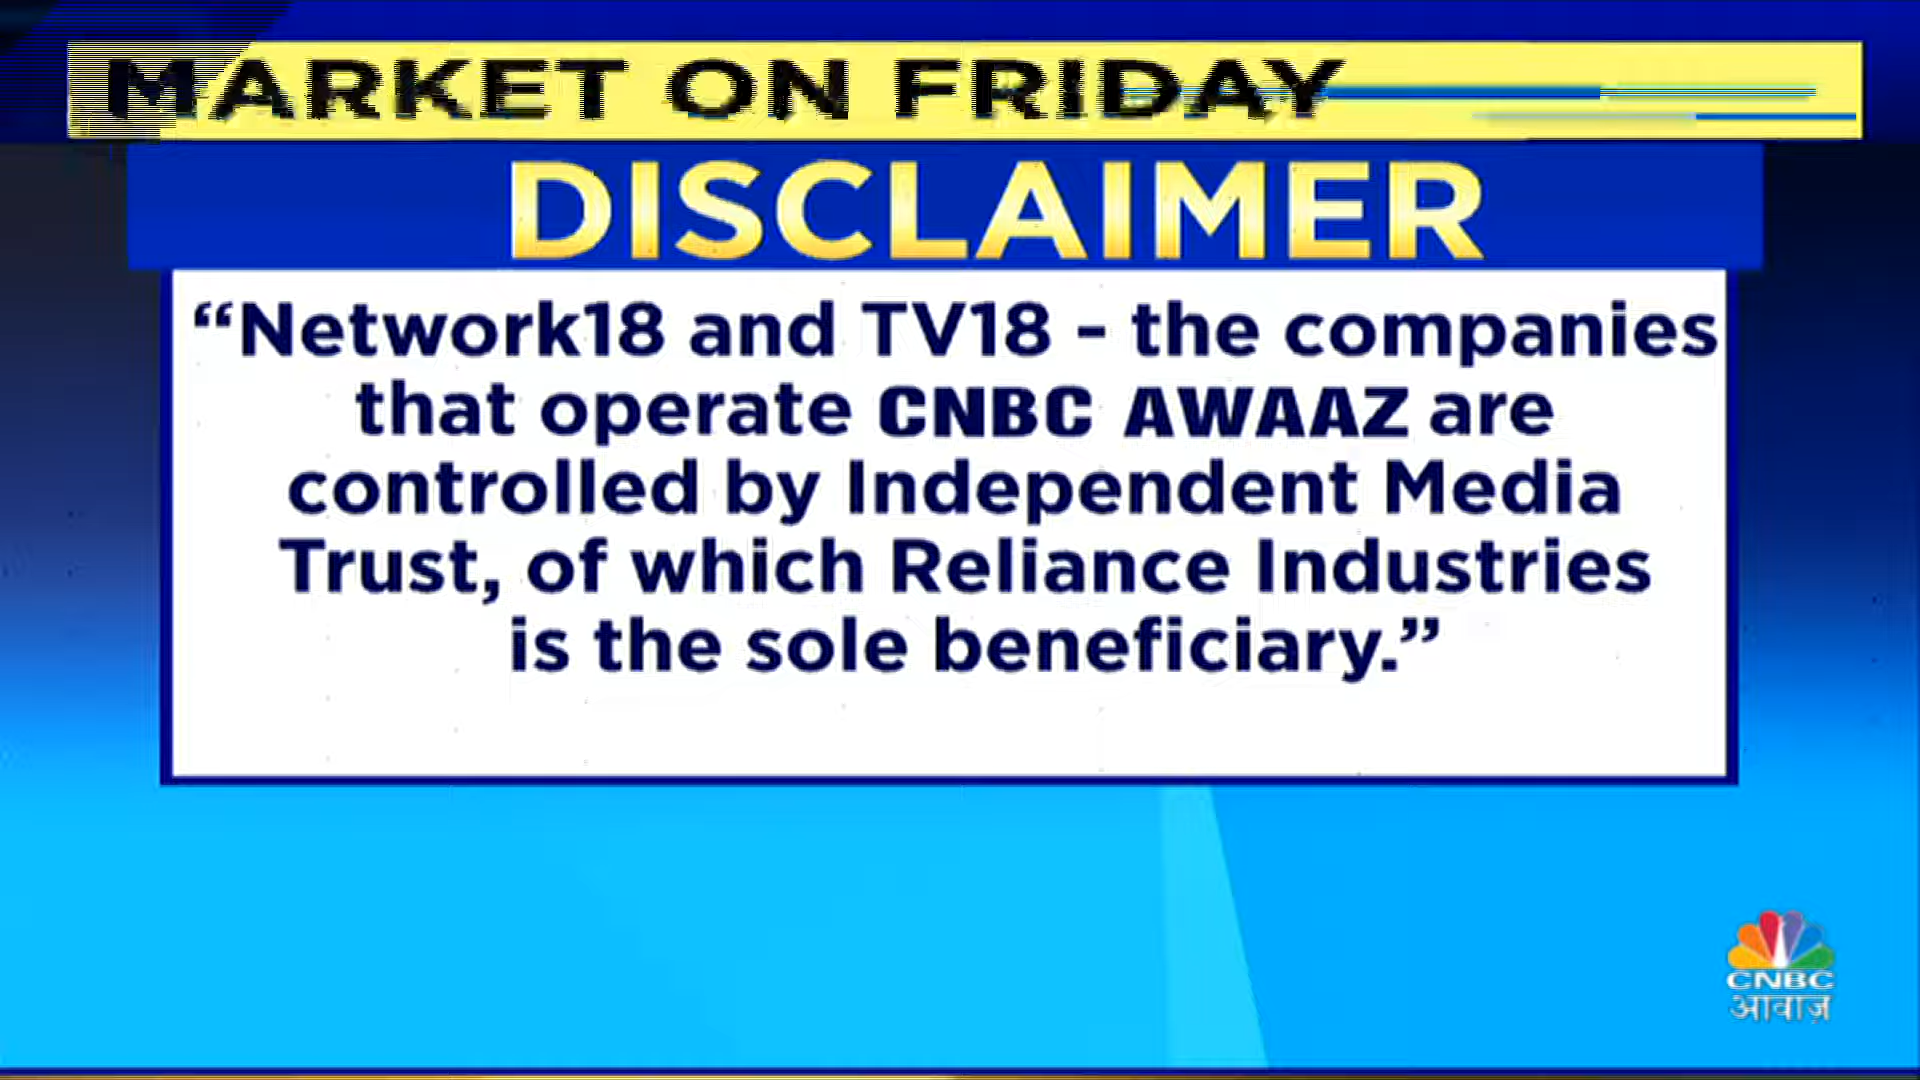 MARKET ON FRIDAY
DISCLAIMER
“Network18 and TV18 - the companies
that operate CNBC AWAAZ are
controlled by Independent Media
Trust, of which Reliance Industries
is the sole beneficiary.”
CNBC
आवाज़